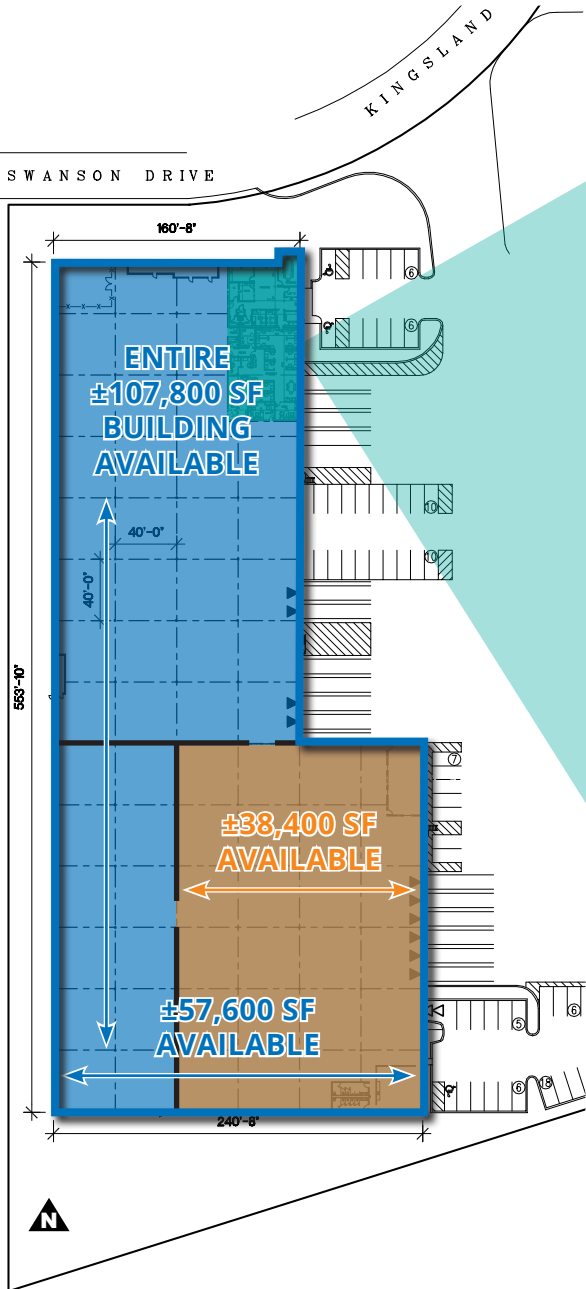 KINGSLAND
SWANSON DRIVE
160'-8"
6
6
ENTIRE
±107,800 SF
BUILDING
AVAILABLE
10
40'-0"
10
40'-0"
553'-10"
7
±38,400 SF
AVAILABLE
±57,600 SF
AVAILABLE
6
5
18
6
240'-8"
N